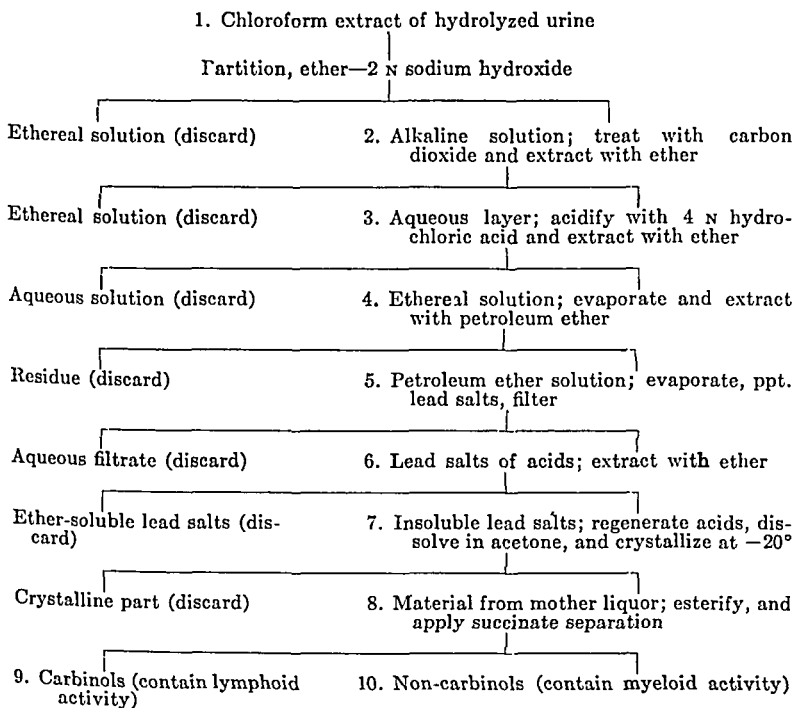 1. Chloroform extract of hydrolyzed urine
Partition, ether—2 N sodium hydroxide
Ethereal solution (discard)
2. Alkaline solution; treat with carbon
dioxide and extract with ether
Ethereal solution (discard)
3. Aqueous layer; acidify with 4 N hydro-
chloric acid and extract with ether
Aqueous solution (discard)
4. Ethereal solution; evaporate and extract
with petroleum ether
Residue (discard)
5. Petroleum ether solution; evaporate, ppt.
lead salts, filter
Aqueous filtrate (discard)
6. Lead salts of acids; extract with ether
Ether-soluble lead salts (dis-
card)
7. Insoluble lead salts; regenerate acids, dis-
solve in acetone, and crystallize at −20°
Crystalline part (discard)
8. Material from mother liquor; esterify, and
apply succinate separation
9. Carbinols (contain lymphoid
activity)
10. Non-carbinols (contain myeloid activity)